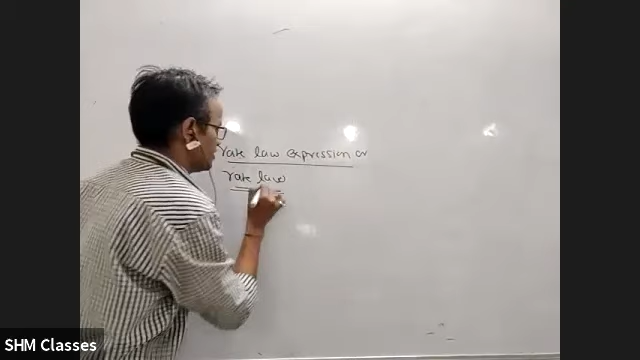 rate law expression or
rate law
SHM Classes